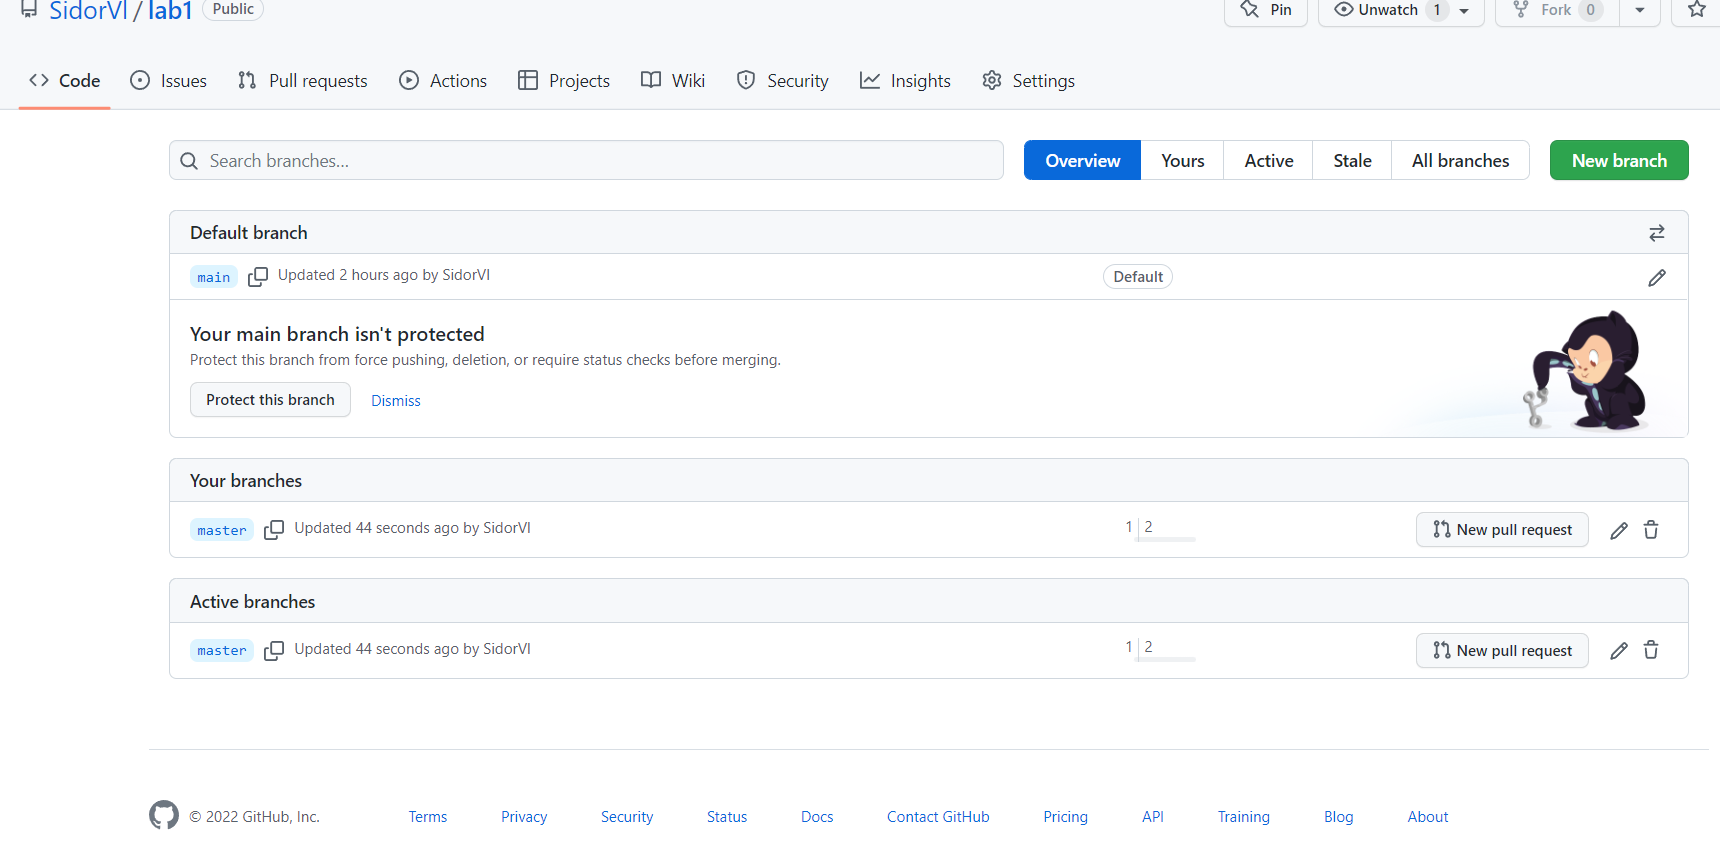 SidorVI / lab1 Public
Pin Unwatch 1 Fork 0
Code Issues Pull requests Actions Projects Wiki Security Insights Settings
Search branches...
Overview Yours Active Stale All branches New branch
Default branch
main Updated 2 hours ago by SidorVI Default
Your main branch isn't protected
Protect this branch from force pushing, deletion, or require status checks before merging.
Protect this branch Dismiss
Your branches
master Updated 44 seconds ago by SidorVI 1 2 New pull request
Active branches
master Updated 44 seconds ago by SidorVI 1 2 New pull request
© 2022 GitHub, Inc. Terms Privacy Security Status Docs Contact GitHub Pricing API Training Blog About